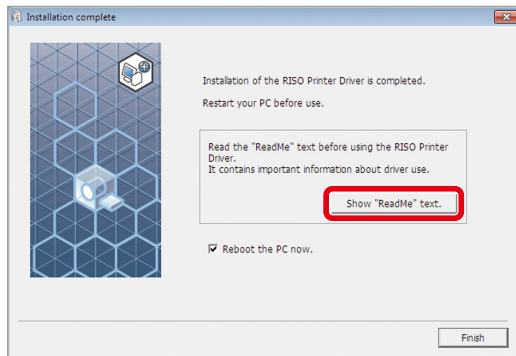 Installation complete
Installation of the RISO Printer Driver is completed.
Restart your PC before use.
Read the "ReadMe" text before using the RISO Printer
Driver.
It contains important information about driver use.
Show "ReadMe" text.
Reboot the PC now.
Finish